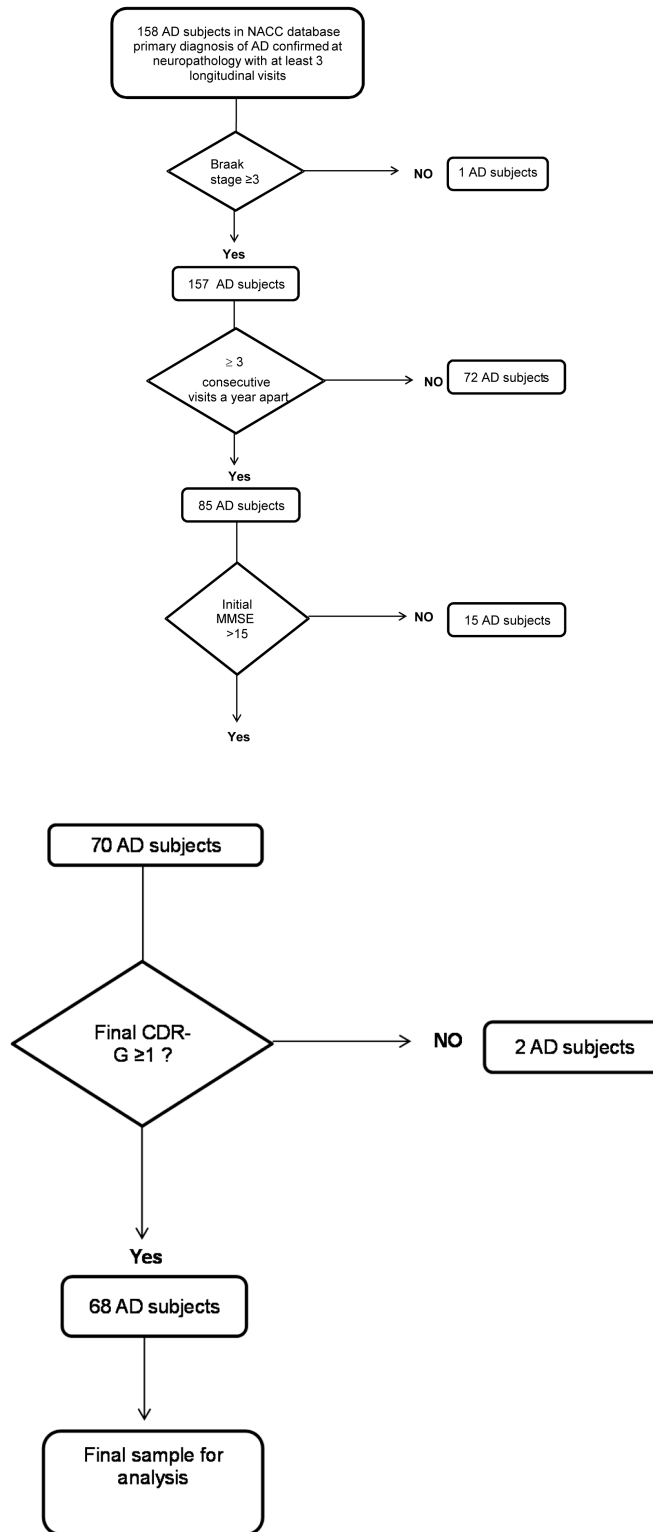 158 AD subjects in NACC database
primary diagnosis of AD confirmed at
neuropathology with at least 3
longitudinal visits
Braak
stage ≥3
NO
1 AD subjects
Yes
157 AD subjects
≥ 3
consecutive
visits a year apart
NO
72 AD subjects
Yes
85 AD subjects
Initial
MMSE
>15
NO
15 AD subjects
Yes
70 AD subjects
Final CDR-
G ≥1 ?
NO
2 AD subjects
Yes
68 AD subjects
Final sample for
analysis